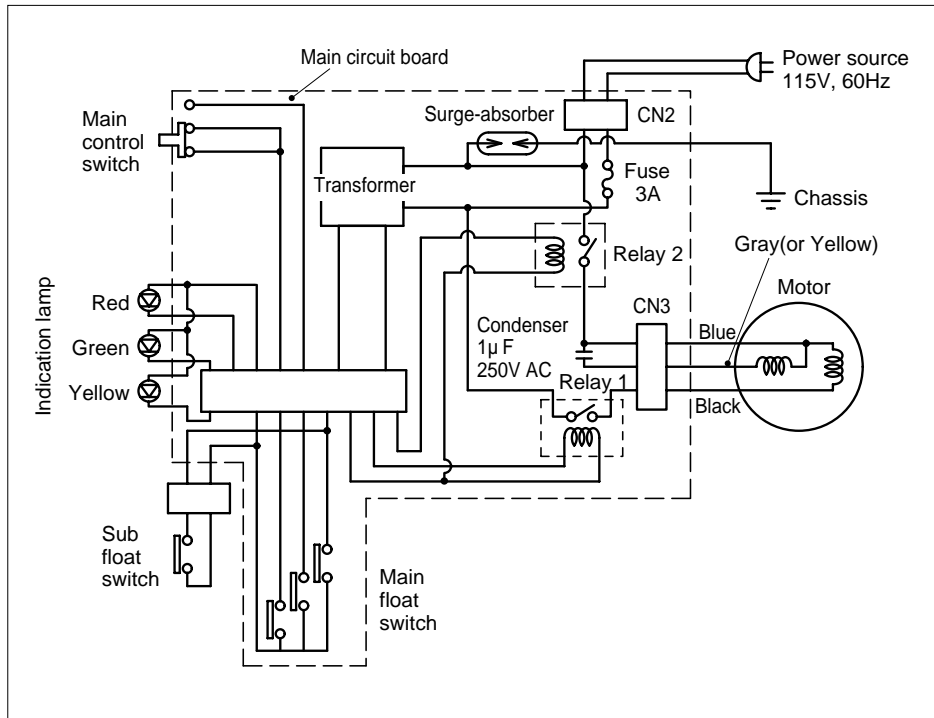 Main circuit board
Power source
115V, 60Hz
Main
control
switch
Surge-absorber
CN2
Transformer
Fuse
3A
Chassis
Relay 2
Gray(or Yellow)
Indication lamp
Red
Green
Yellow
Condenser
1μ F
250V AC
CN3
Motor
Blue
Relay 1
Black
Sub
float
switch
Main
float
switch